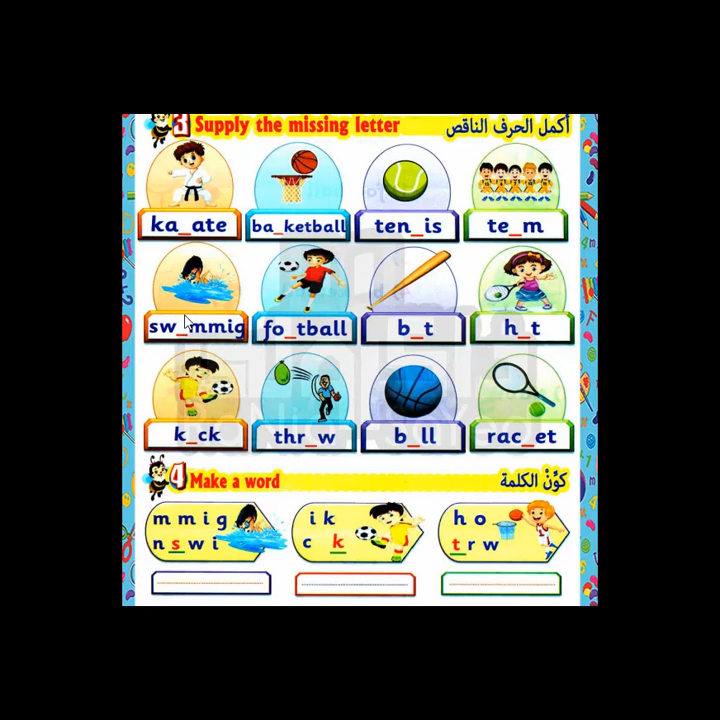 3 Supply the missing letter أكمل الحرف الناقص
ka_ate ba_ketball ten_is te_m
sw_mmig fo_tball b_t h_t
k_ck thr_w b_ll rac_et
4 Make a word كوِّنْ الكلمة
m m i g i k h o
n s w i c k t r w